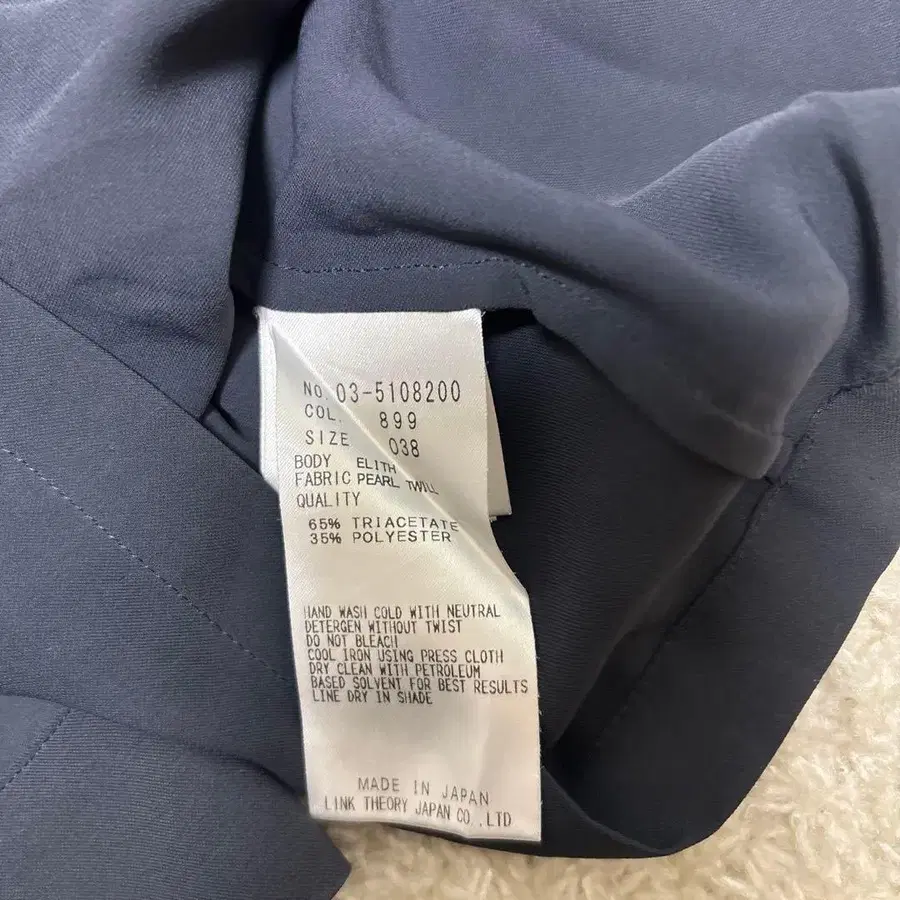 NO. 03-5108200
COL. 899
SIZE 038
BODY ELITH
FABRIC PEARL TWILL
QUALITY
65% TRIACETATE
35% POLYESTER
HAND WASH COLD WITH NEUTRAL
DETERGEN WITHOUT TWIST
DO NOT BLEACH
COOL IRON USING PRESS CLOTH
DRY CLEAN WITH PETROLEUM
BASED SOLVENT FOR BEST RESULTS
LINE DRY IN SHADE
MADE IN JAPAN
LINK THEORY JAPAN CO.,LTD